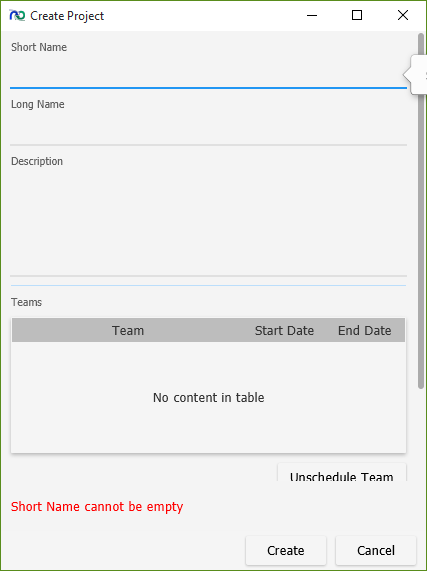 Create Project
Short Name
Long Name
Description
Teams
Team Start Date End Date
No content in table
Unschedule Team
Short Name cannot be empty
Create Cancel